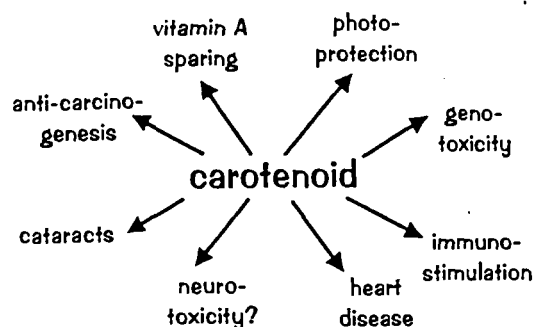 vitamin A
sparing
photo-
protection
anti-carcino-
genesis
geno-
toxicity
carotenoid
cataracts
immuno-
stimulation
neuro-
toxicity?
heart
disease